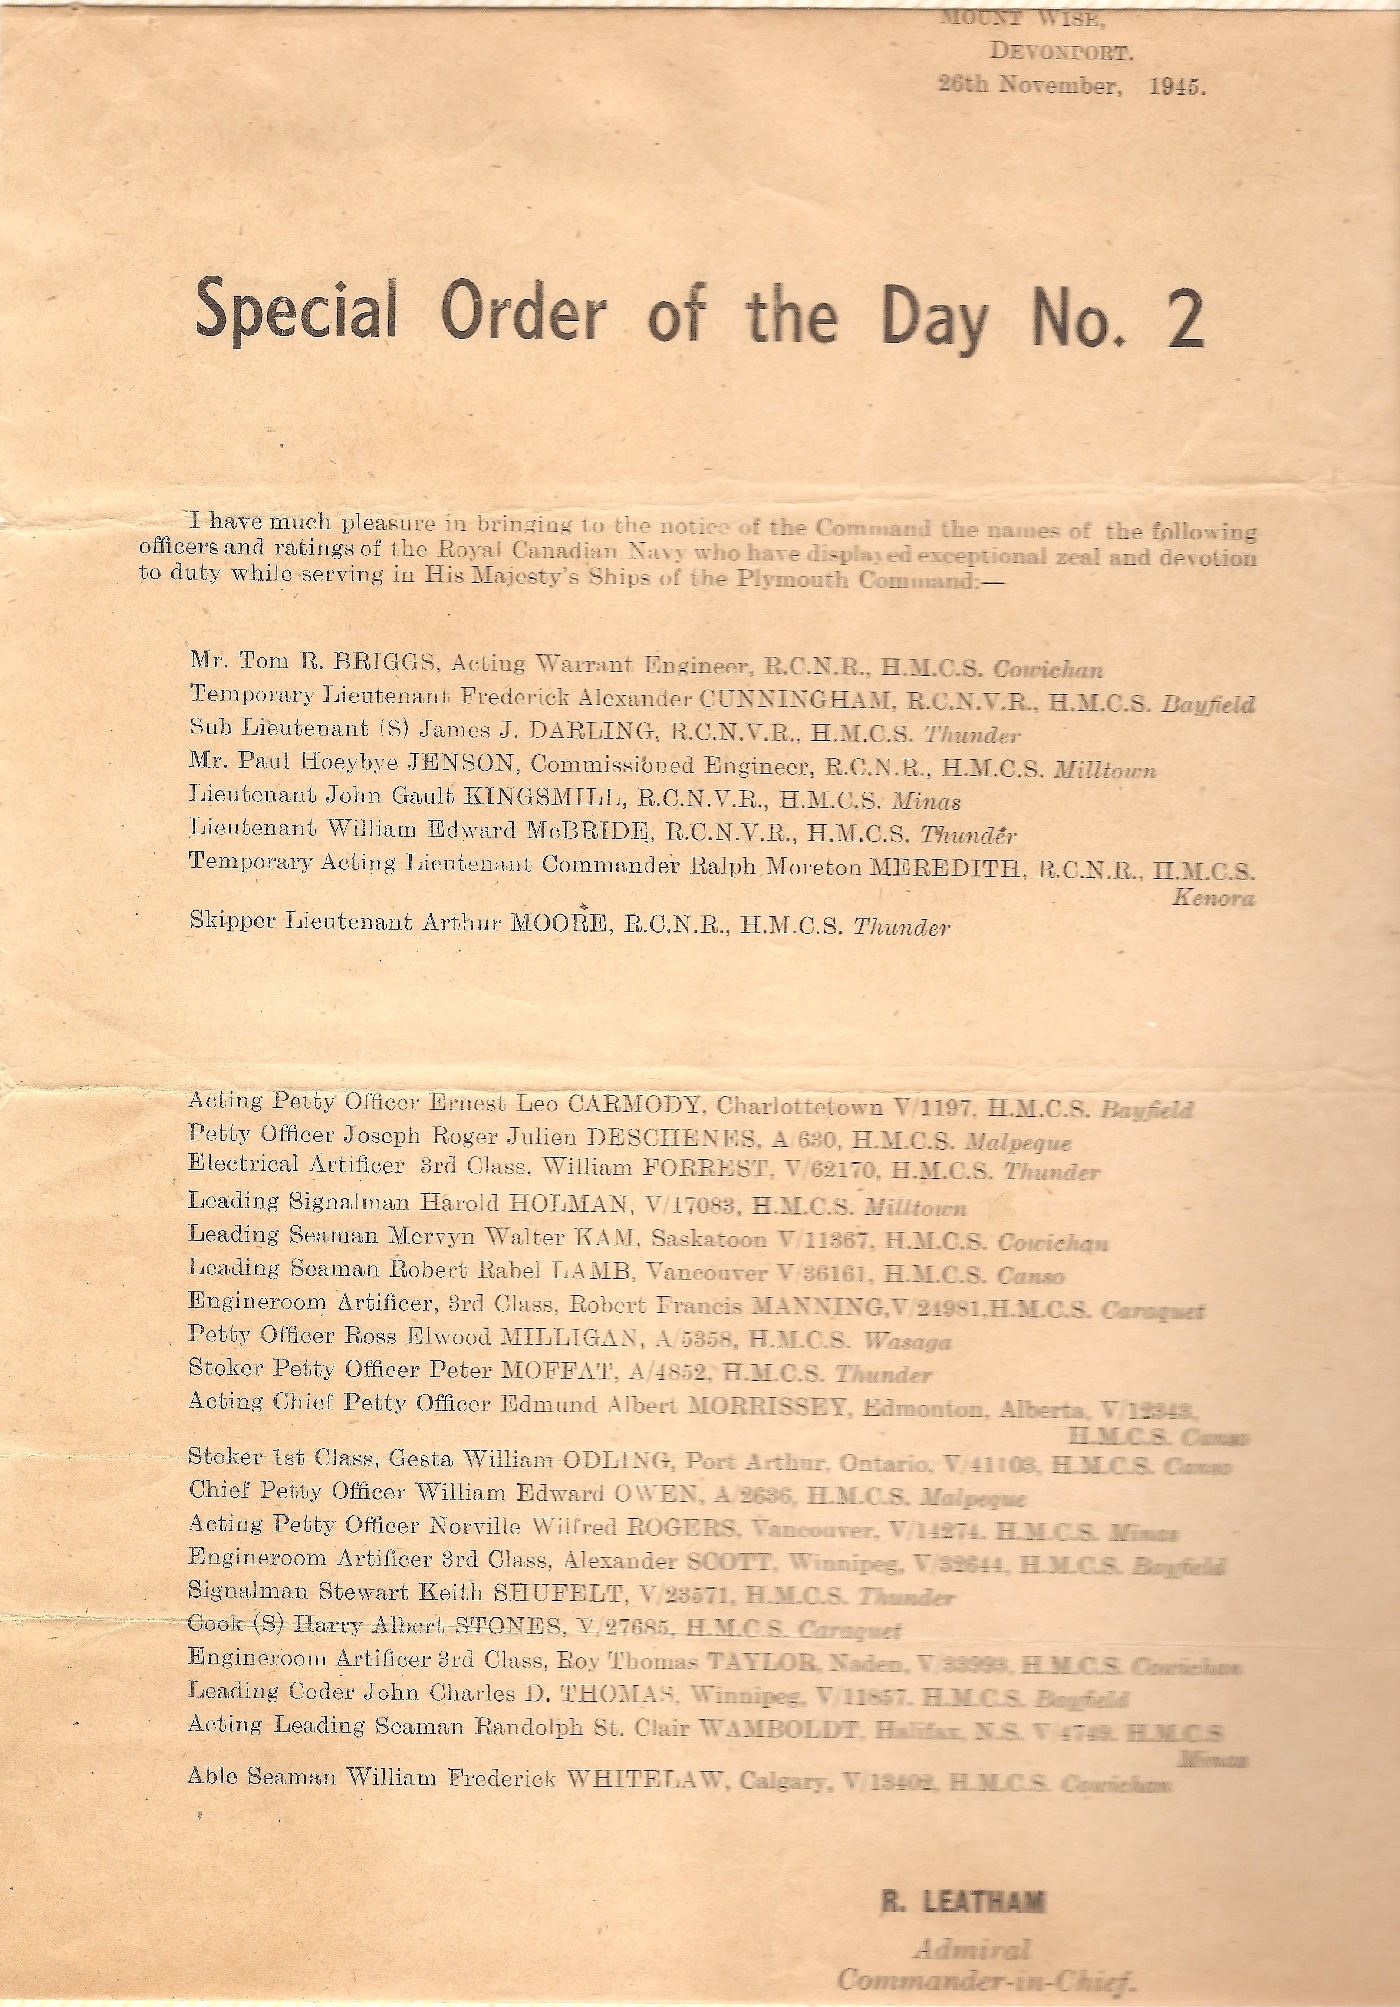 MOUNT WISE,
DEVONPORT.
26th November, 1945.
Special Order of the Day No. 2
I have much pleasure in bringing to the notice of the Command the names of the following
officers and ratings of the Royal Canadian Navy who have displayed exceptional zeal and devotion
to duty while serving in His Majesty's Ships of the Plymouth Command:—
Mr. Tom R. BRIGGS, Acting Warrant Engineer, R.C.N.R., H.M.C.S. Cowichan
Temporary Lieutenant Frederick Alexander CUNNINGHAM, R.C.N.V.R., H.M.C.S. Bayfield
Sub Lieutenant (S) James J. DARLING, R.C.N.V.R., H.M.C.S. Thunder
Mr. Paul Hoeybye JENSON, Commissioned Engineer, R.C.N.R., H.M.C.S. Milltown
Lieutenant John Gault KINGSMILL, R.C.N.V.R., H.M.C.S. Minas
Lieutenant William Edward McBRIDE, R.C.N.V.R., H.M.C.S. Thunder
Temporary Acting Lieutenant Commander Ralph Moreton MEREDITH, R.C.N.R., H.M.C.S.
Kenora
Skipper Lieutenant Arthur MOORE, R.C.N.R., H.M.C.S. Thunder
Acting Petty Officer Ernest Leo CARMODY, Charlottetown V/1197, H.M.C.S. Bayfield
Petty Officer Joseph Roger Julien DESCHENES, A/630, H.M.C.S. Malpeque
Electrical Artificer 3rd Class, William FORREST, V/62170, H.M.C.S. Thunder
Leading Signalman Harold HOLMAN, V/17083, H.M.C.S. Milltown
Leading Seaman Mervyn Walter KAM, Saskatoon V/11367, H.M.C.S. Cowichan
Leading Seaman Robert Rabel LAMB, Vancouver V/36161, H.M.C.S. Canso
Engineroom Artificer, 3rd Class, Robert Francis MANNING, V/24981, H.M.C.S. Caraquet
Petty Officer Ross Elwood MILLIGAN, A/5358, H.M.C.S. Wasaga
Stoker Petty Officer Peter MOFFAT, A/4852, H.M.C.S. Thunder
Acting Chief Petty Officer Edmund Albert MORRISSEY, Edmonton, Alberta, V/12343,
H.M.C.S. Canso
Stoker 1st Class, Gesta William ODLING, Port Arthur, Ontario, V/41103, H.M.C.S. Canso
Chief Petty Officer William Edward OWEN, A/2636, H.M.C.S. Malpeque
Acting Petty Officer Norville Wilfred ROGERS, Vancouver, V/14274, H.M.C.S. Minas
Engineroom Artificer 3rd Class, Alexander SCOTT, Winnipeg, V/32644, H.M.C.S. Bayfield
Signalman Stewart Keith SHUFELT, V/23571, H.M.C.S. Thunder
Cook (S) Harry Albert STONES, V/27685, H.M.C.S. Caraquet
Engineroom Artificer 3rd Class, Roy Thomas TAYLOR, Naden, V/33993, H.M.C.S. Cowichan
Leading Coder John Charles D. THOMAS, Winnipeg, V/11857, H.M.C.S. Bayfield
Acting Leading Seaman Randolph St. Clair WAMBOLDT, Halifax, N.S. V/4749, H.M.C.S
Minas
Able Seaman William Frederick WHITELAW, Calgary, V/13402, H.M.C.S. Cowichan
R. LEATHAM
Admiral
Commander-in-Chief.